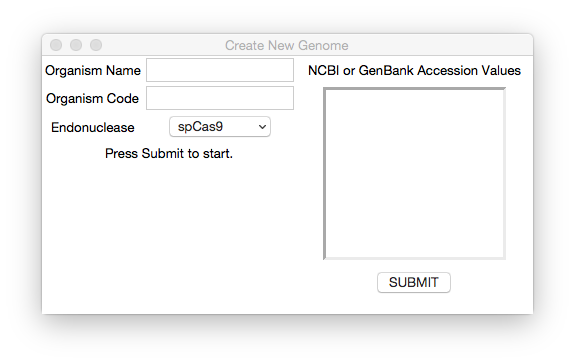 Create New Genome
Organism Name
NCBI or GenBank Accession Values
Organism Code
Endonuclease
spCas9
Press Submit to start.
SUBMIT